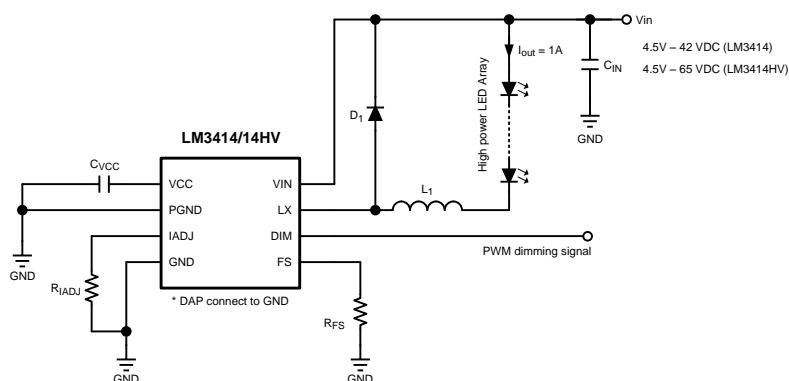 Vin
Iout = 1A
4.5V – 42 VDC (LM3414)
4.5V – 65 VDC (LM3414HV)
CIN
GND
High power LED Array
D1
LM3414/14HV
CVCC
VCC
VIN
L1
PGND
LX
IADJ
DIM
PWM dimming signal
GND
GND
FS
RIADJ
* DAP connect to GND
RFS
GND
GND